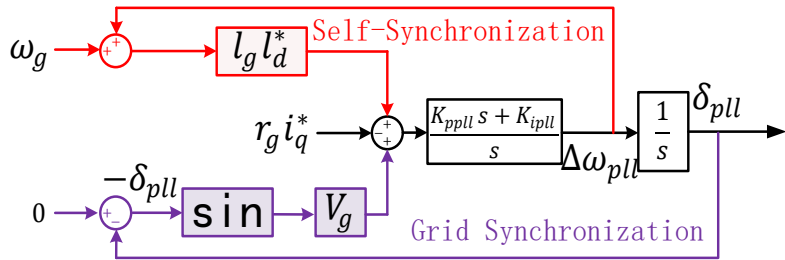 Self-Synchronization
ω_g
+
+
l_g l_d^*
r_g i_q^*
+
−
+
K_ppll s + K_ipll
s
Δω_pll
1
s
δ_pll
−δ_pll
0
+
−
sin
V_g
Grid Synchronization